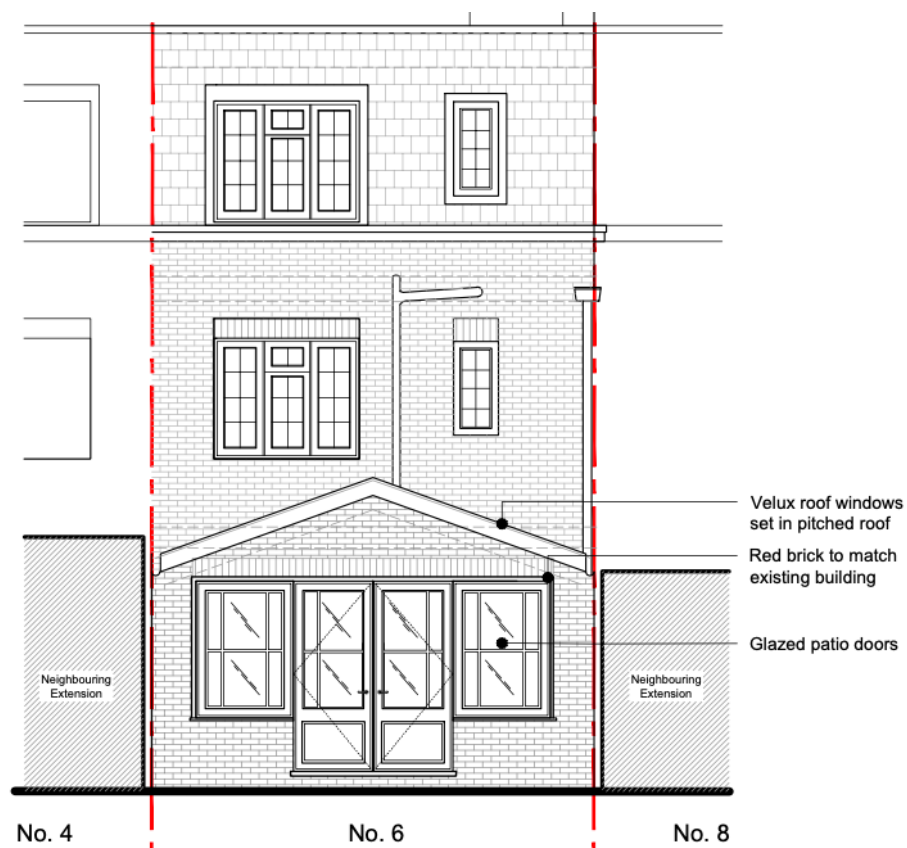 Velux roof windows
set in pitched roof
Red brick to match
existing building
Glazed patio doors
Neighbouring
Extension
Neighbouring
Extension
No. 4
No. 6
No. 8